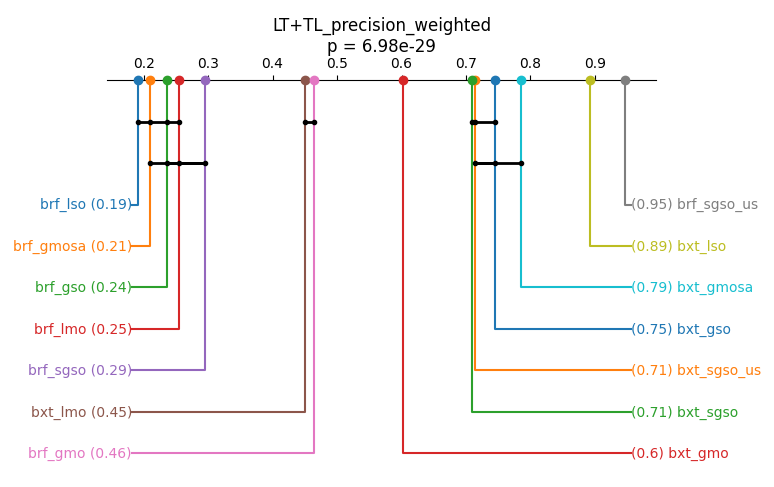 LT+TL_precision_weighted
p = 6.98e-29
0.2 0.3 0.4 0.5 0.6 0.7 0.8 0.9
brf_lso (0.19) (0.95) brf_sgso_us
brf_gmosa (0.21) (0.89) bxt_lso
brf_gso (0.24) (0.79) bxt_gmosa
brf_lmo (0.25) (0.75) bxt_gso
brf_sgso (0.29) (0.71) bxt_sgso_us
bxt_lmo (0.45) (0.71) bxt_sgso
brf_gmo (0.46) (0.6) bxt_gmo